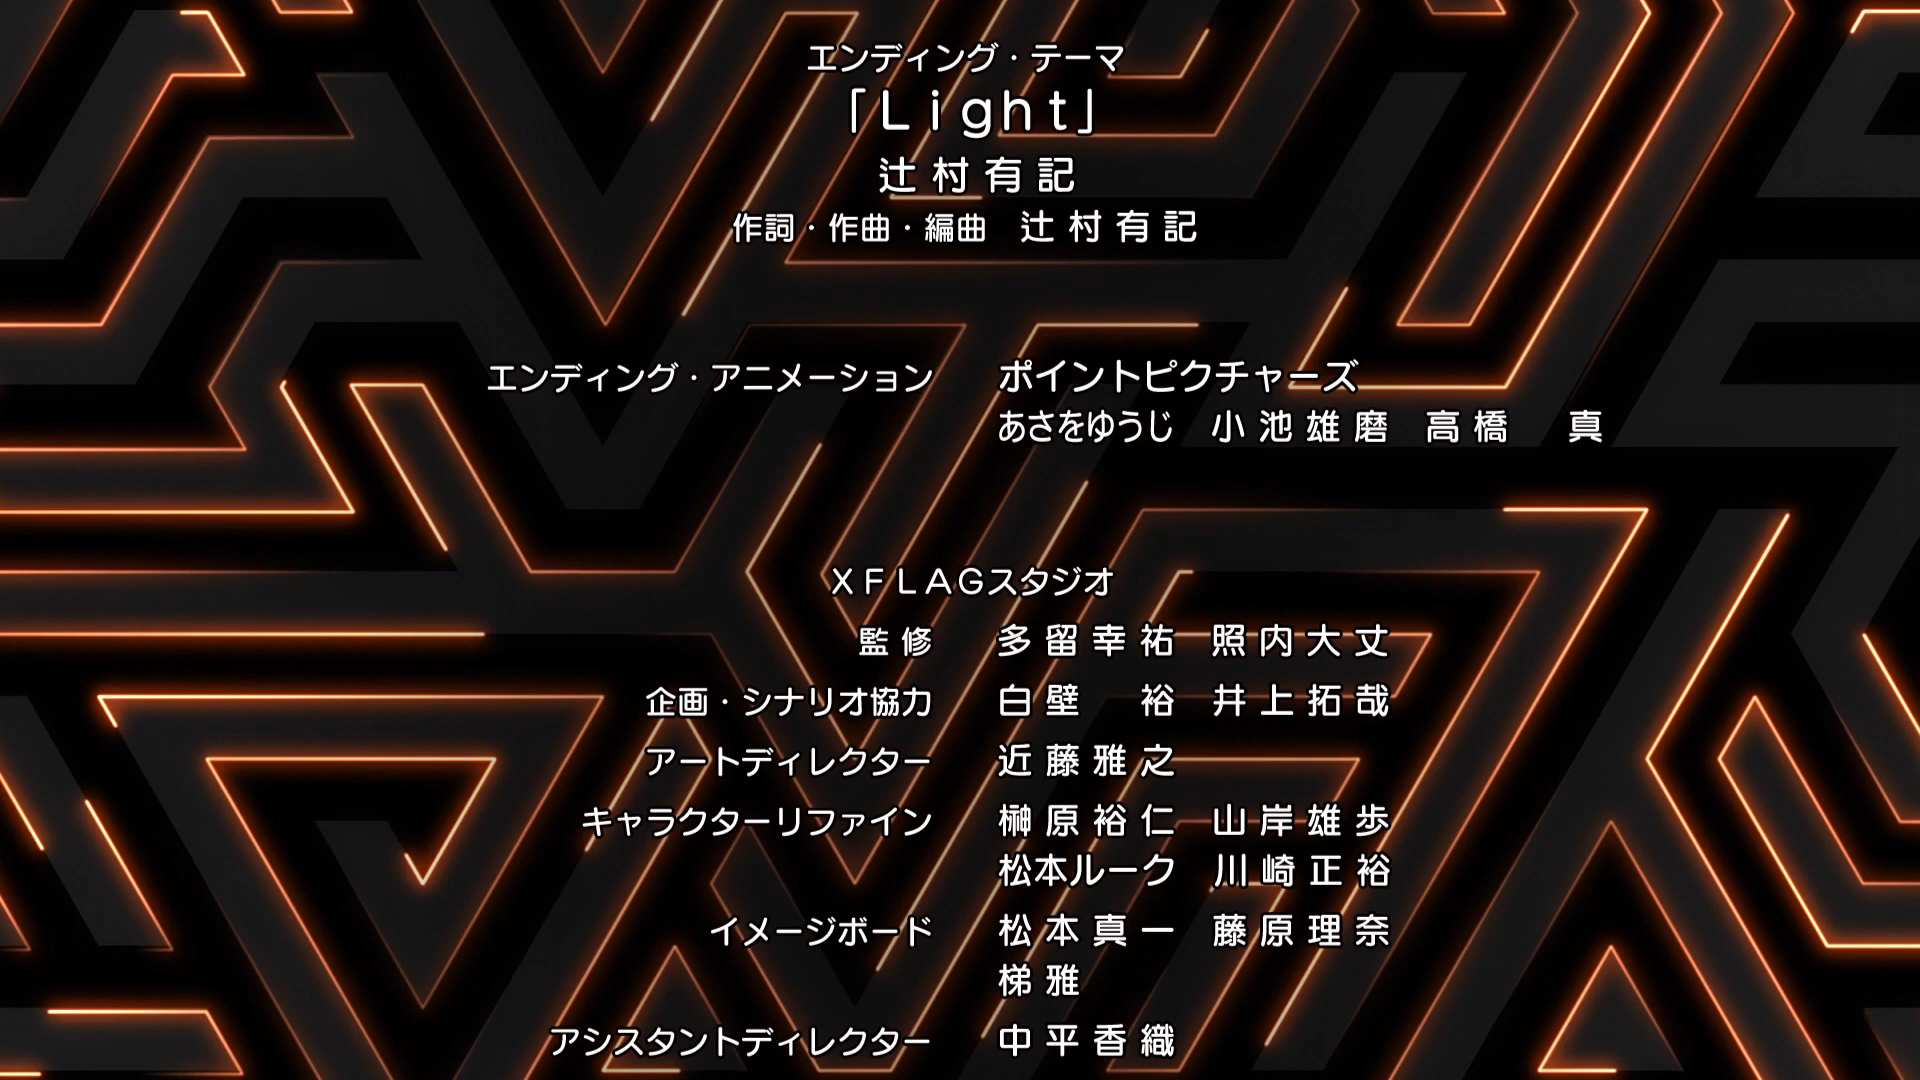 エンディング・テーマ
「Light」
辻村有記
作詞・作曲・編曲　辻村有記
エンディング・アニメーション　ポイントピクチャーズ
あさをゆうじ　小池雄磨　高橋　真
XFLAGスタジオ
監修　多留幸祐　照内大丈
企画・シナリオ協力　白壁　裕　井上拓哉
アートディレクター　近藤雅之
キャラクターリファイン　榊原裕仁　山岸雄歩
松本ルーク　川崎正裕
イメージボード　松本真一　藤原理奈
梯雅
アシスタントディレクター　中平香織